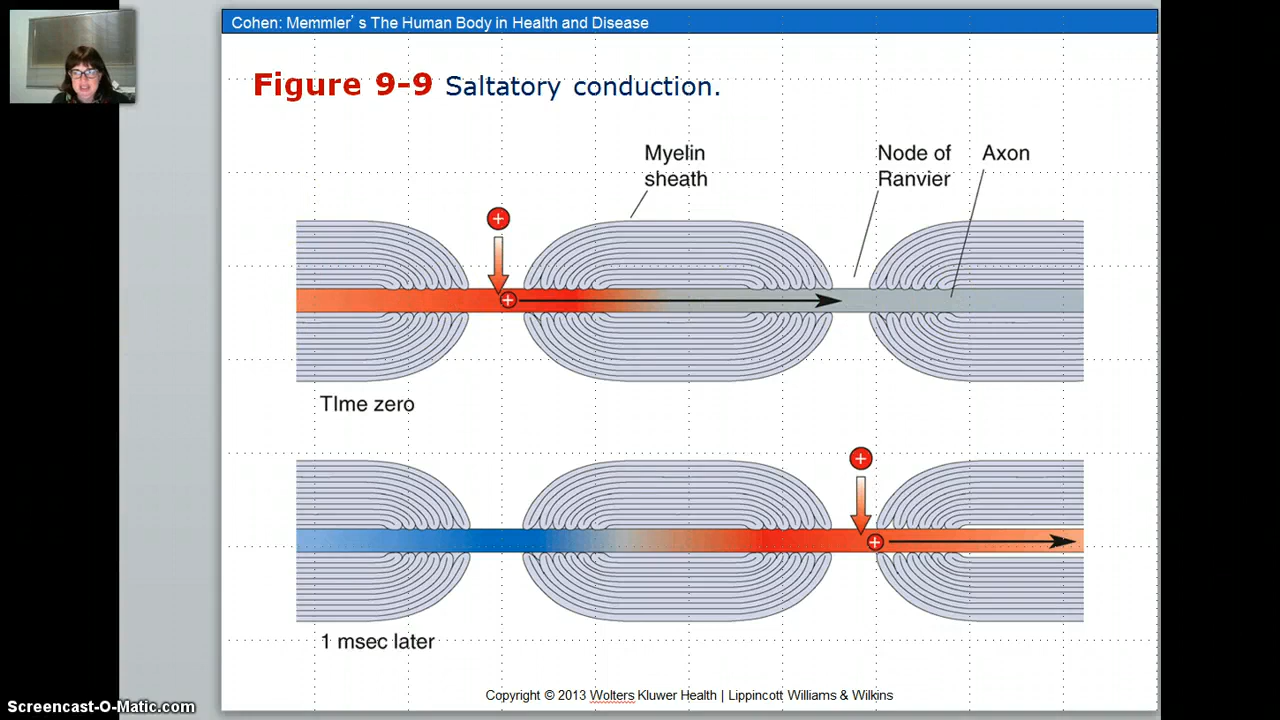 Cohen: Memmler’s The Human Body in Health and Disease
Figure 9-9 Saltatory conduction.
Myelin
sheath
Node of
Ranvier
Axon
+
+
TIme zero
+
+
1 msec later
Copyright © 2013 Wolters Kluwer Health | Lippincott Williams & Wilkins
Screencast-O-Matic.com